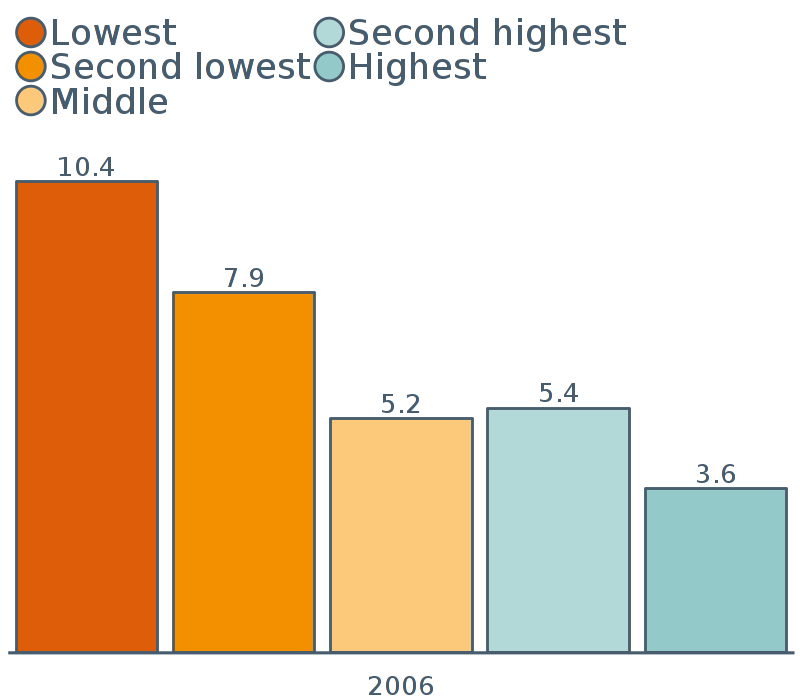 Lowest
Second lowest
Middle
Second highest
Highest
10.4
7.9
5.2
5.4
3.6
2006